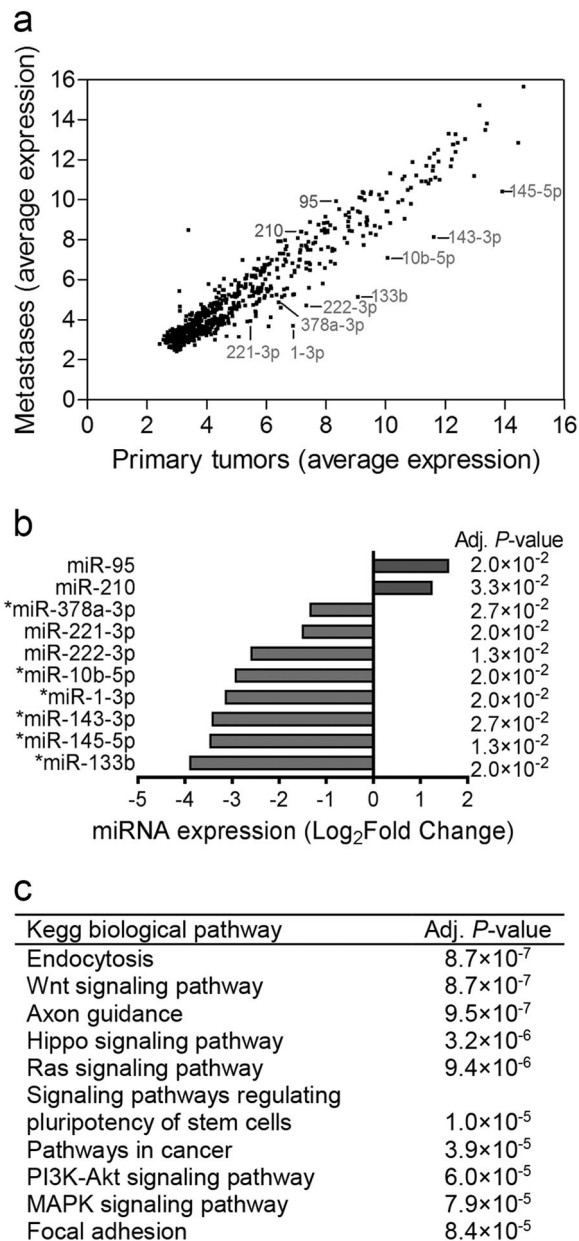 a
Metastases (average expression)
16
14
12
10
8
6
4
2
0
95
210
145-5p
143-3p
10b-5p
133b
222-3p
378a-3p
221-3p
1-3p
0 2 4 6 8 10 12 14 16
Primary tumors (average expression)
b
Adj. P-value
miR-95 2.0×10⁻²
miR-210 3.3×10⁻²
*miR-378a-3p 2.7×10⁻²
miR-221-3p 2.0×10⁻²
miR-222-3p 1.3×10⁻²
*miR-10b-5p 2.0×10⁻²
*miR-1-3p 2.0×10⁻²
*miR-143-3p 2.7×10⁻²
*miR-145-5p 1.3×10⁻²
*miR-133b 2.0×10⁻²
-5 -4 -3 -2 -1 0 1 2
miRNA expression (Log₂Fold Change)
c
Kegg biological pathway Adj. P-value
Endocytosis 8.7×10⁻⁷
Wnt signaling pathway 8.7×10⁻⁷
Axon guidance 9.5×10⁻⁷
Hippo signaling pathway 3.2×10⁻⁶
Ras signaling pathway 9.4×10⁻⁶
Signaling pathways regulating
pluripotency of stem cells 1.0×10⁻⁵
Pathways in cancer 3.9×10⁻⁵
PI3K-Akt signaling pathway 6.0×10⁻⁵
MAPK signaling pathway 7.9×10⁻⁵
Focal adhesion 8.4×10⁻⁵